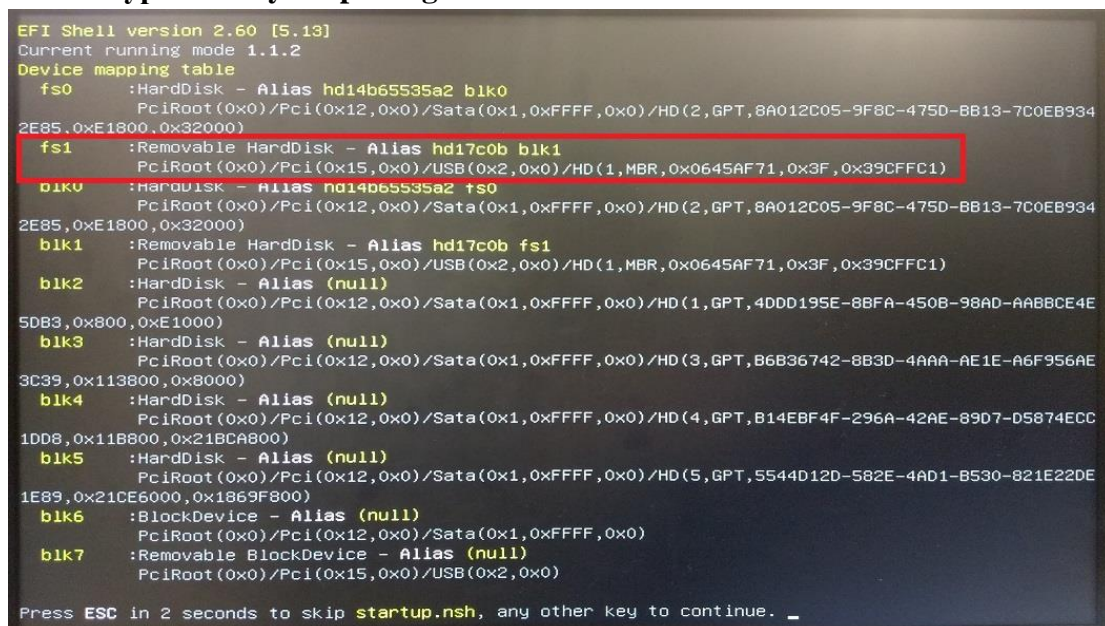 EFI Shell version 2.60 [5.13]
Current running mode 1.1.2
Device mapping table
fs0 :HardDisk - Alias hd14b65535a2 blk0
PciRoot(0x0)/Pci(0x12,0x0)/Sata(0x1,0xFFFF,0x0)/HD(2,GPT,8A012C05-9F8C-475D-BB13-7C0EB934
2E85,0xE1800,0x32000)
fs1 :Removable HardDisk - Alias hd17c0b blk1
PciRoot(0x0)/Pci(0x15,0x0)/USB(0x2,0x0)/HD(1,MBR,0x0645AF71,0x3F,0x39CFFC1)
blk0 :HardDisk - Alias hd14b65535a2 fs0
PciRoot(0x0)/Pci(0x12,0x0)/Sata(0x1,0xFFFF,0x0)/HD(2,GPT,8A012C05-9F8C-475D-BB13-7C0EB934
2E85,0xE1800,0x32000)
blk1 :Removable HardDisk - Alias hd17c0b fs1
PciRoot(0x0)/Pci(0x15,0x0)/USB(0x2,0x0)/HD(1,MBR,0x0645AF71,0x3F,0x39CFFC1)
blk2 :HardDisk - Alias (null)
PciRoot(0x0)/Pci(0x12,0x0)/Sata(0x1,0xFFFF,0x0)/HD(1,GPT,4DDD195E-8BFA-450B-98AD-AABBCE4E
5DB3,0x800,0xE1000)
blk3 :HardDisk - Alias (null)
PciRoot(0x0)/Pci(0x12,0x0)/Sata(0x1,0xFFFF,0x0)/HD(3,GPT,B6B36742-8B3D-4AAA-AE1E-A6F956AE
3C39,0x113800,0x8000)
blk4 :HardDisk - Alias (null)
PciRoot(0x0)/Pci(0x12,0x0)/Sata(0x1,0xFFFF,0x0)/HD(4,GPT,B14EBF4F-296A-42AE-89D7-D5874ECC
1DD8,0x11B800,0x21BCA800)
blk5 :HardDisk - Alias (null)
PciRoot(0x0)/Pci(0x12,0x0)/Sata(0x1,0xFFFF,0x0)/HD(5,GPT,5544D12D-582E-4AD1-B530-821E22DE
1E89,0x21CE6000,0x1869F800)
blk6 :BlockDevice - Alias (null)
PciRoot(0x0)/Pci(0x12,0x0)/Sata(0x1,0xFFFF,0x0)
blk7 :Removable BlockDevice - Alias (null)
PciRoot(0x0)/Pci(0x15,0x0)/USB(0x2,0x0)
Press ESC in 2 seconds to skip startup.nsh, any other key to continue. _